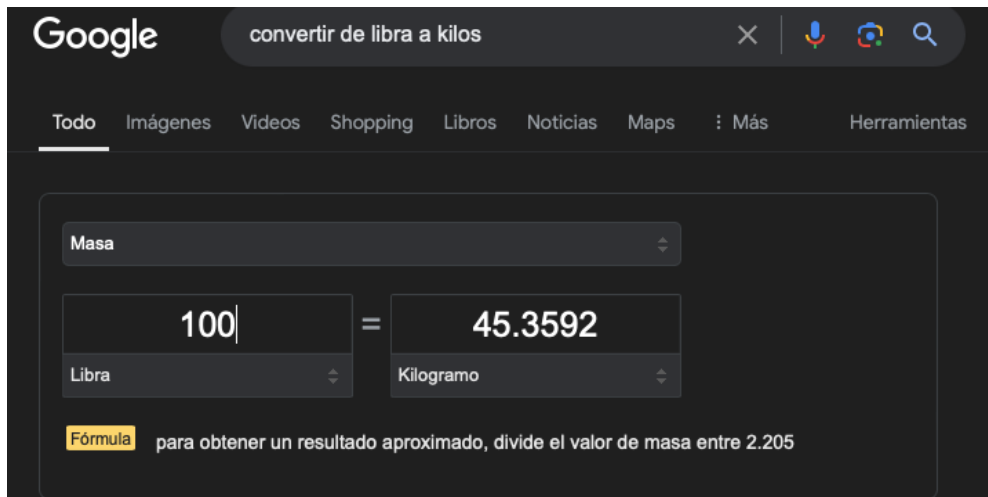 Google convertir de libra a kilos
Todo Imágenes Videos Shopping Libros Noticias Maps Más Herramientas
Masa
100 = 45.3592
Libra Kilogramo
Fórmula para obtener un resultado aproximado, divide el valor de masa entre 2.205